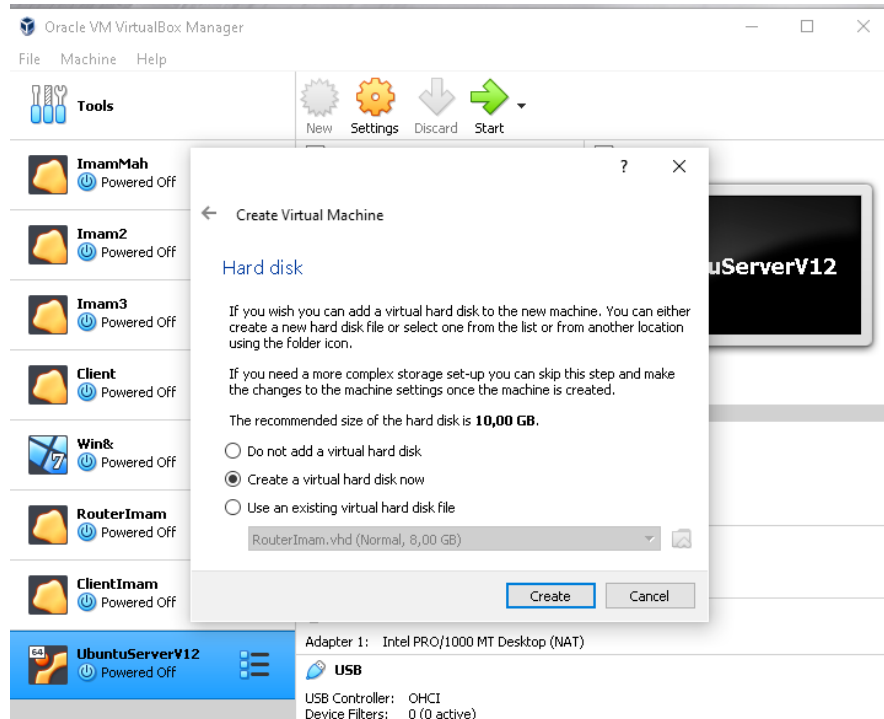 Oracle VM VirtualBox Manager
File Machine Help
Tools
New Settings Discard Start
ImamMah
Powered Off
Imam2
Powered Off
Imam3
Powered Off
Client
Powered Off
Win&
7
Powered Off
RouterImam
Powered Off
ClientImam
Powered Off
64
UbuntuServerV12
Powered Off
?
Create Virtual Machine
Hard disk
If you wish you can add a virtual hard disk to the new machine. You can either
create a new hard disk file or select one from the list or from another location
using the folder icon.
If you need a more complex storage set-up you can skip this step and make
the changes to the machine settings once the machine is created.
The recommended size of the hard disk is 10,00 GB.
Do not add a virtual hard disk
Create a virtual hard disk now
Use an existing virtual hard disk file
RouterImam.vhd (Normal, 8,00 GB)
Create Cancel
uServerV12
Adapter 1: Intel PRO/1000 MT Desktop (NAT)
USB
USB Controller: OHCI
Device Filters: 0 (0 active)